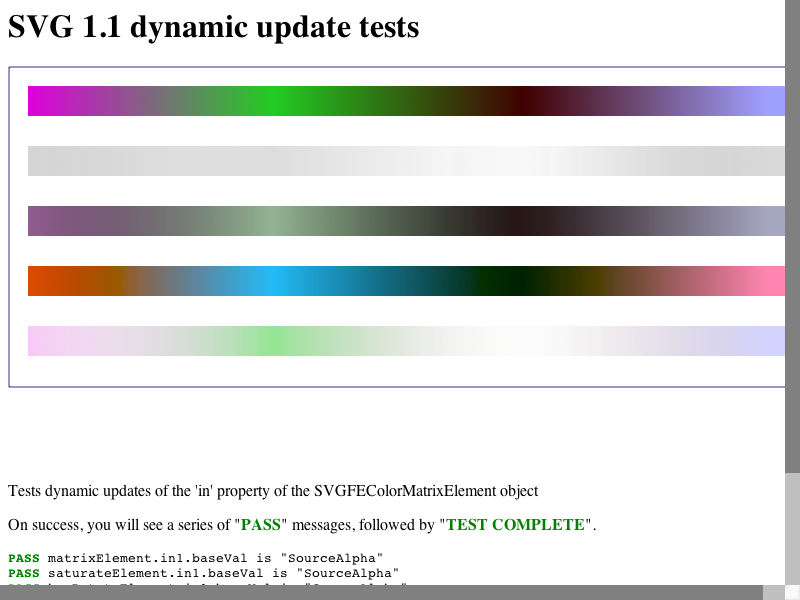 SVG 1.1 dynamic update tests
Tests dynamic updates of the 'in' property of the SVGFEColorMatrixElement object
On success, you will see a series of "PASS" messages, followed by "TEST COMPLETE".
PASS matrixElement.in1.baseVal is "SourceAlpha"
PASS saturateElement.in1.baseVal is "SourceAlpha"